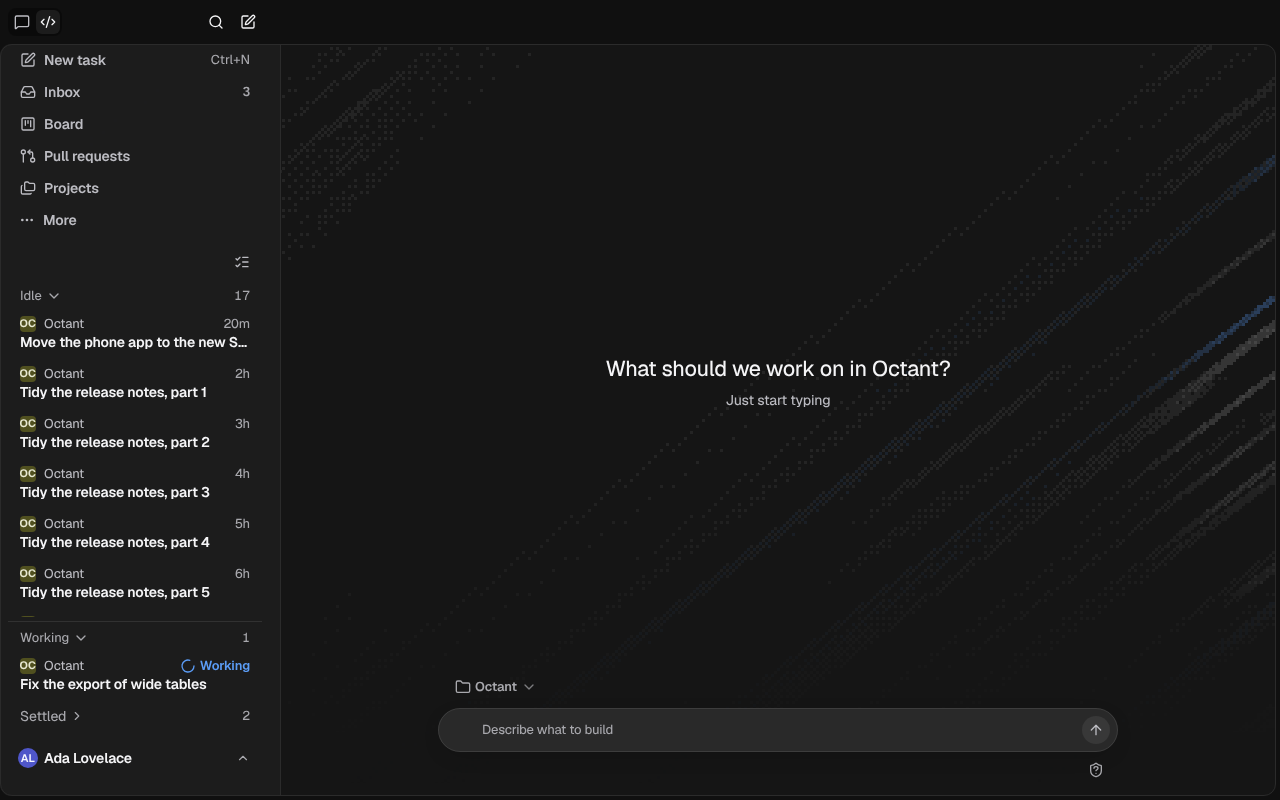 New task Ctrl+N
Inbox 3
Board
Pull requests
Projects
More
Idle 17
OC Octant 20m
Move the phone app to the new S...
OC Octant 2h
Tidy the release notes, part 1
OC Octant 3h
Tidy the release notes, part 2
OC Octant 4h
Tidy the release notes, part 3
OC Octant 5h
Tidy the release notes, part 4
OC Octant 6h
Tidy the release notes, part 5
Working 1
OC Octant Working
Fix the export of wide tables
Settled 2
AL Ada Lovelace
What should we work on in Octant?
Just start typing
Octant
Describe what to build